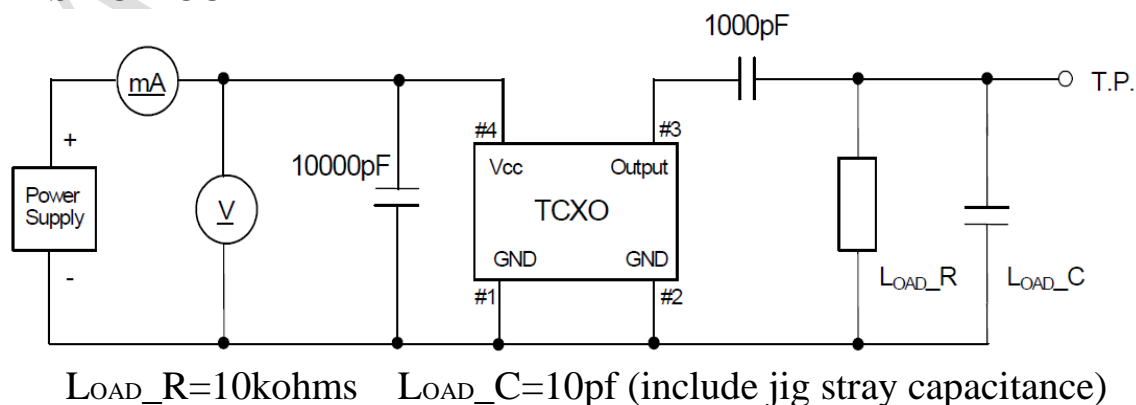 1000pF
mA
T.P.
+
#4
#3
10000pF
Vcc
Output
Power
Supply
V
TCXO
-
GND
GND
#1
#2
LOAD_R
LOAD_C
LOAD_R=10kohms LOAD_C=10pf (include jig stray capacitance)